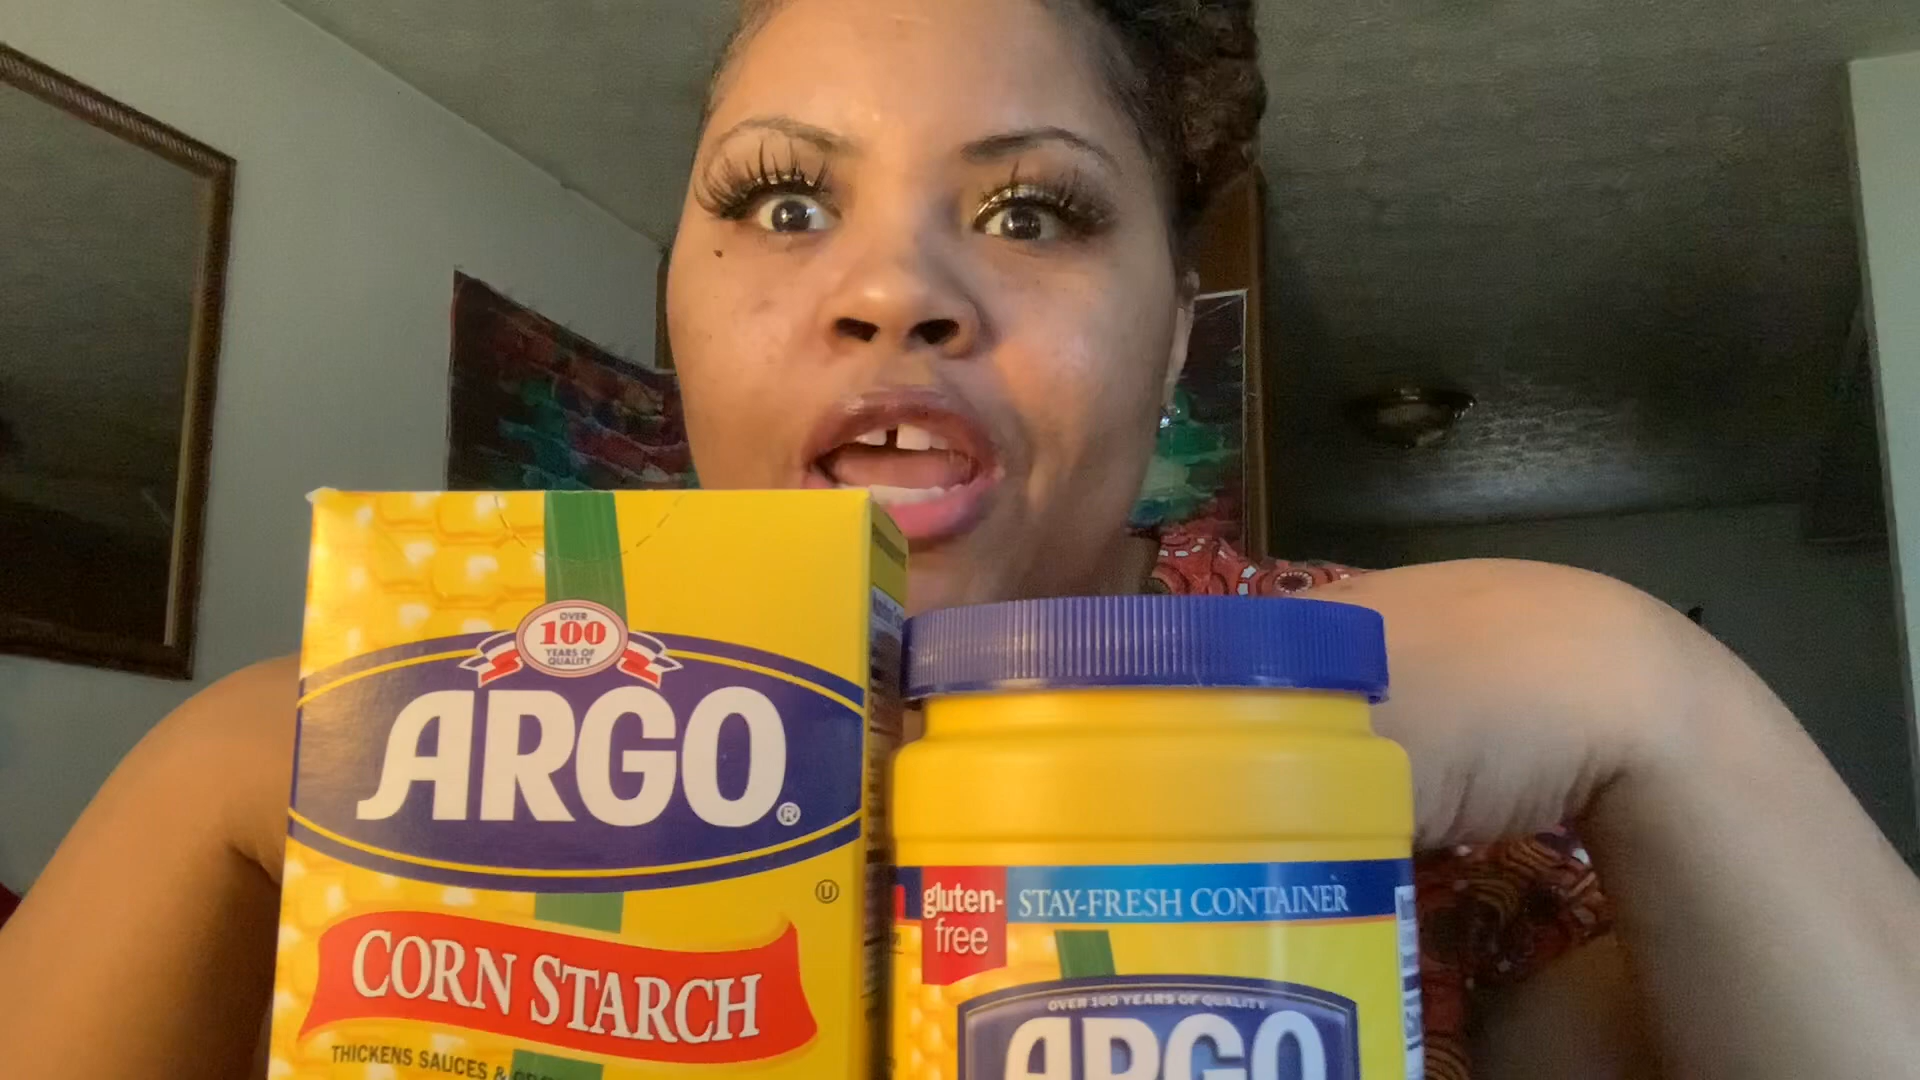 OVER
100
YEARS OF
QUALITY
ARGO®
U
CORN STARCH
THICKENS SAUCES &
gluten-
free
STAY-FRESH CONTAINER
OVER 100 YEARS OF QUALITY
ARGO